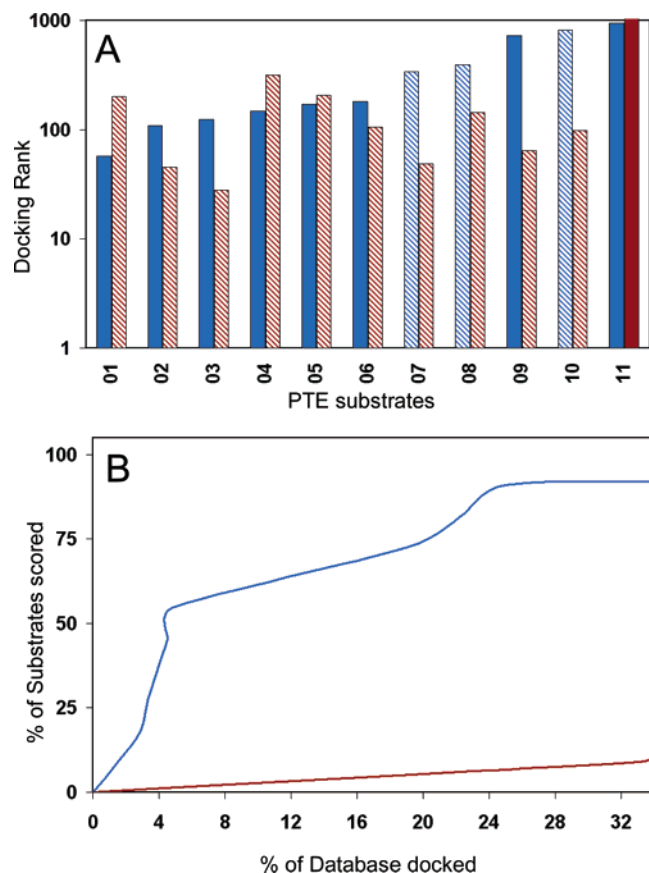 A
Docking Rank
1000
100
10
1
01 02 03 04 05 06 07 08 09 10 11
PTE substrates
B
% of Substrates scored
100
75
50
25
0
0 4 8 12 16 20 24 28 32
% of Database docked